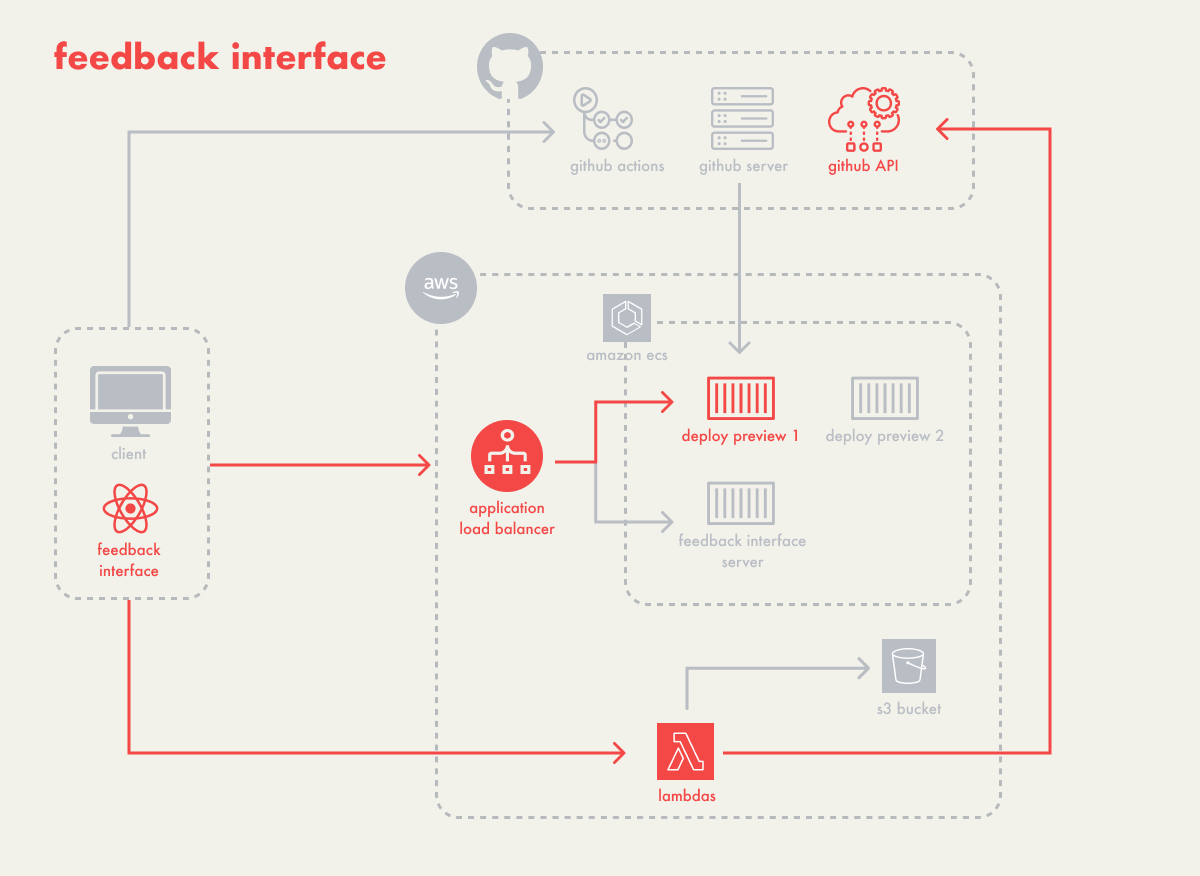 feedback interface
github actions
github server
github API
aws
amazon ecs
deploy preview 1
deploy preview 2
client
application
load balancer
feedback
interface
feedback interface
server
s3 bucket
lambdas